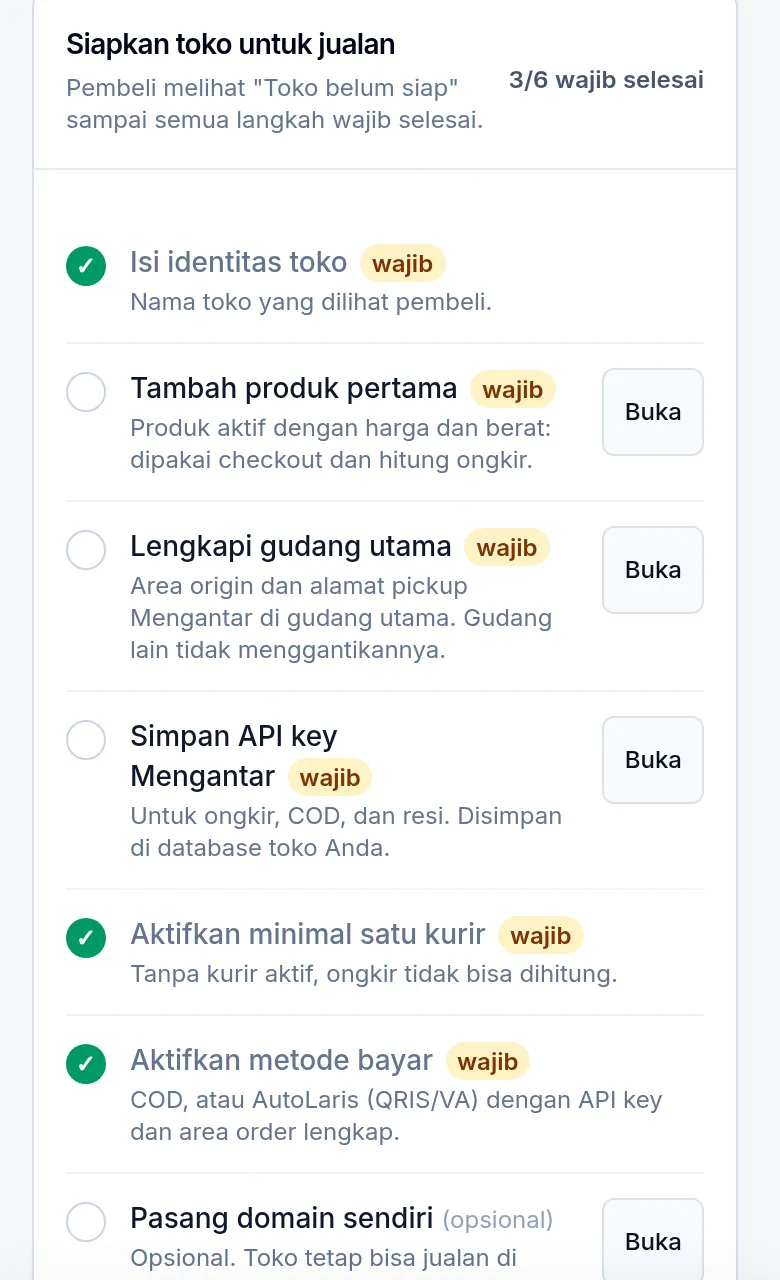 Siapkan toko untuk jualan
Pembeli melihat "Toko belum siap"
sampai semua langkah wajib selesai.
3/6 wajib selesai
✓ Isi identitas toko wajib
Nama toko yang dilihat pembeli.
Tambah produk pertama wajib
Produk aktif dengan harga dan berat:
dipakai checkout dan hitung ongkir.
Buka
Lengkapi gudang utama wajib
Area origin dan alamat pickup
Mengantar di gudang utama. Gudang
lain tidak menggantikannya.
Buka
Simpan API key
Mengantar wajib
Untuk ongkir, COD, dan resi. Disimpan
di database toko Anda.
Buka
✓ Aktifkan minimal satu kurir wajib
Tanpa kurir aktif, ongkir tidak bisa dihitung.
✓ Aktifkan metode bayar wajib
COD, atau AutoLaris (QRIS/VA) dengan API key
dan area order lengkap.
Pasang domain sendiri (opsional)
Opsional. Toko tetap bisa jualan di
Buka